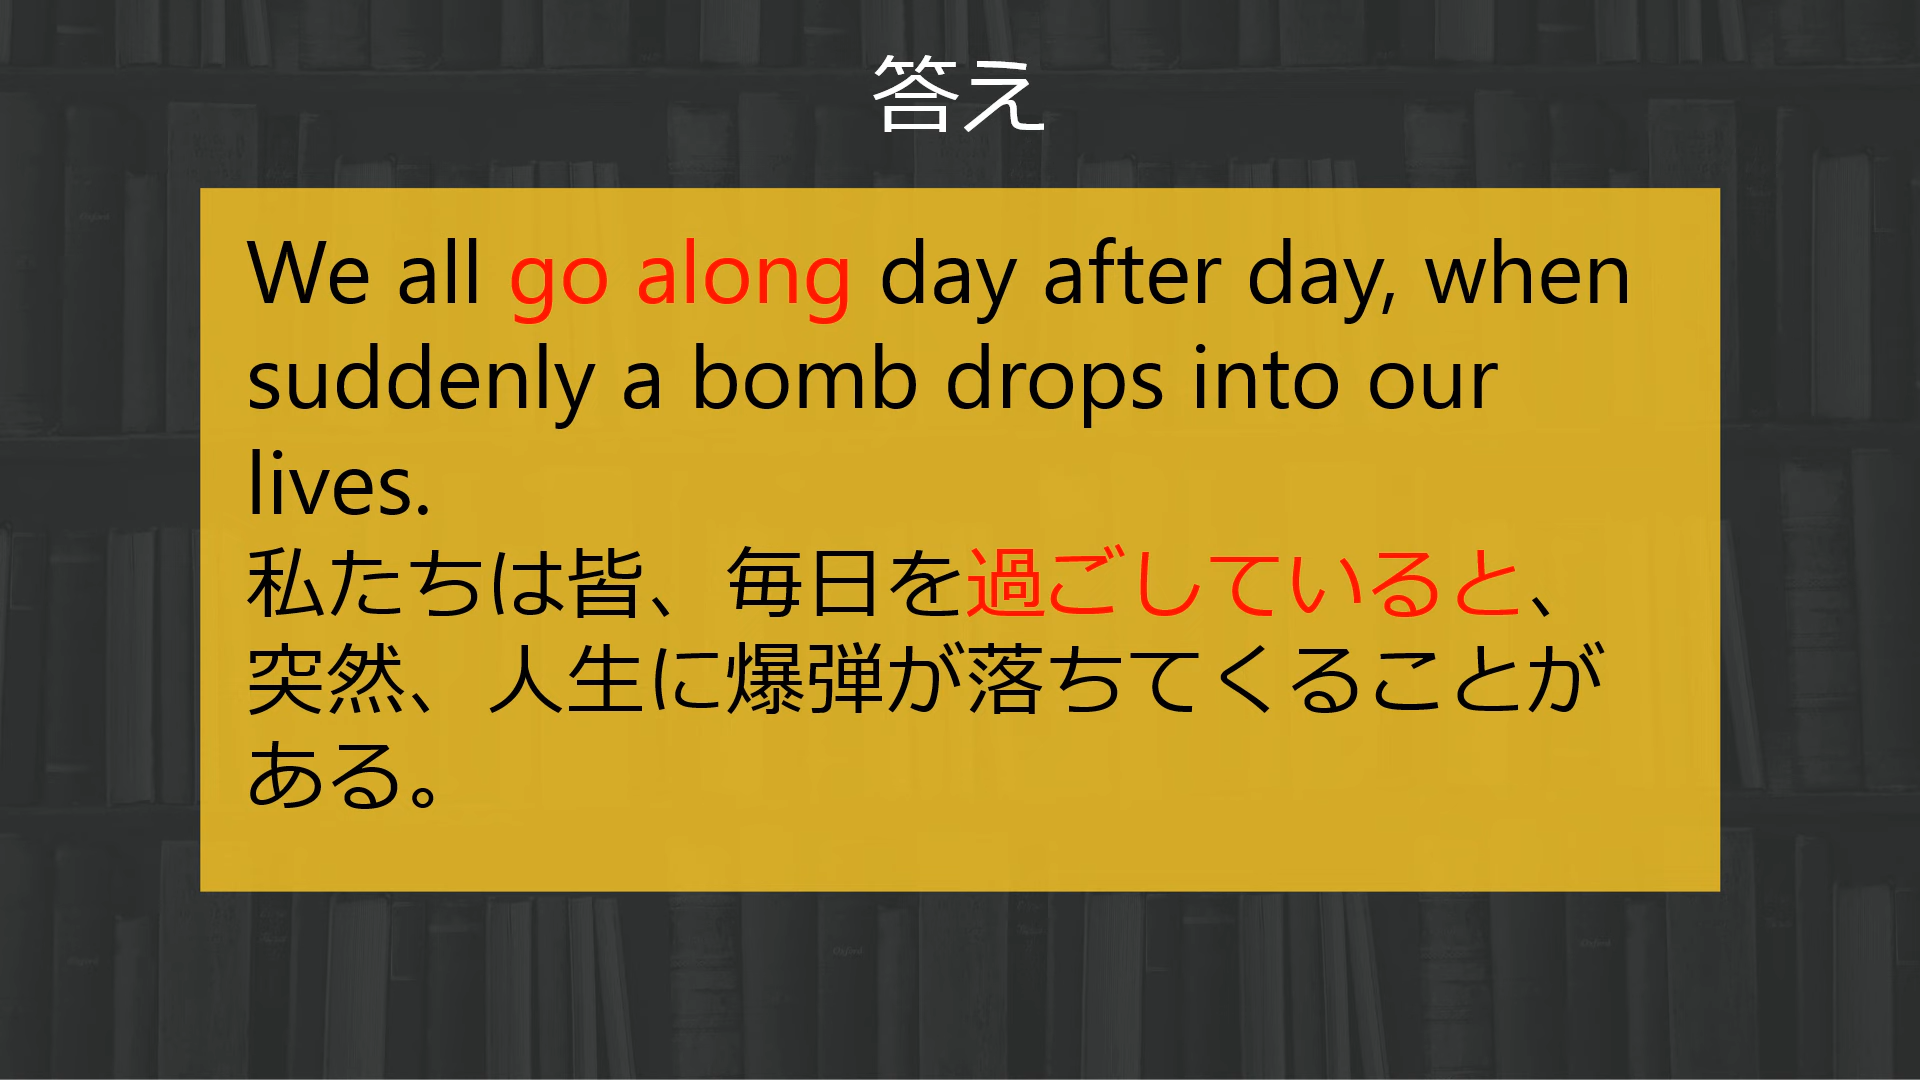 答え
We all go along day after day, when
suddenly a bomb drops into our
lives.
私たちは皆、毎日を過ごしていると、
突然、人生に爆弾が落ちてくることが
ある。